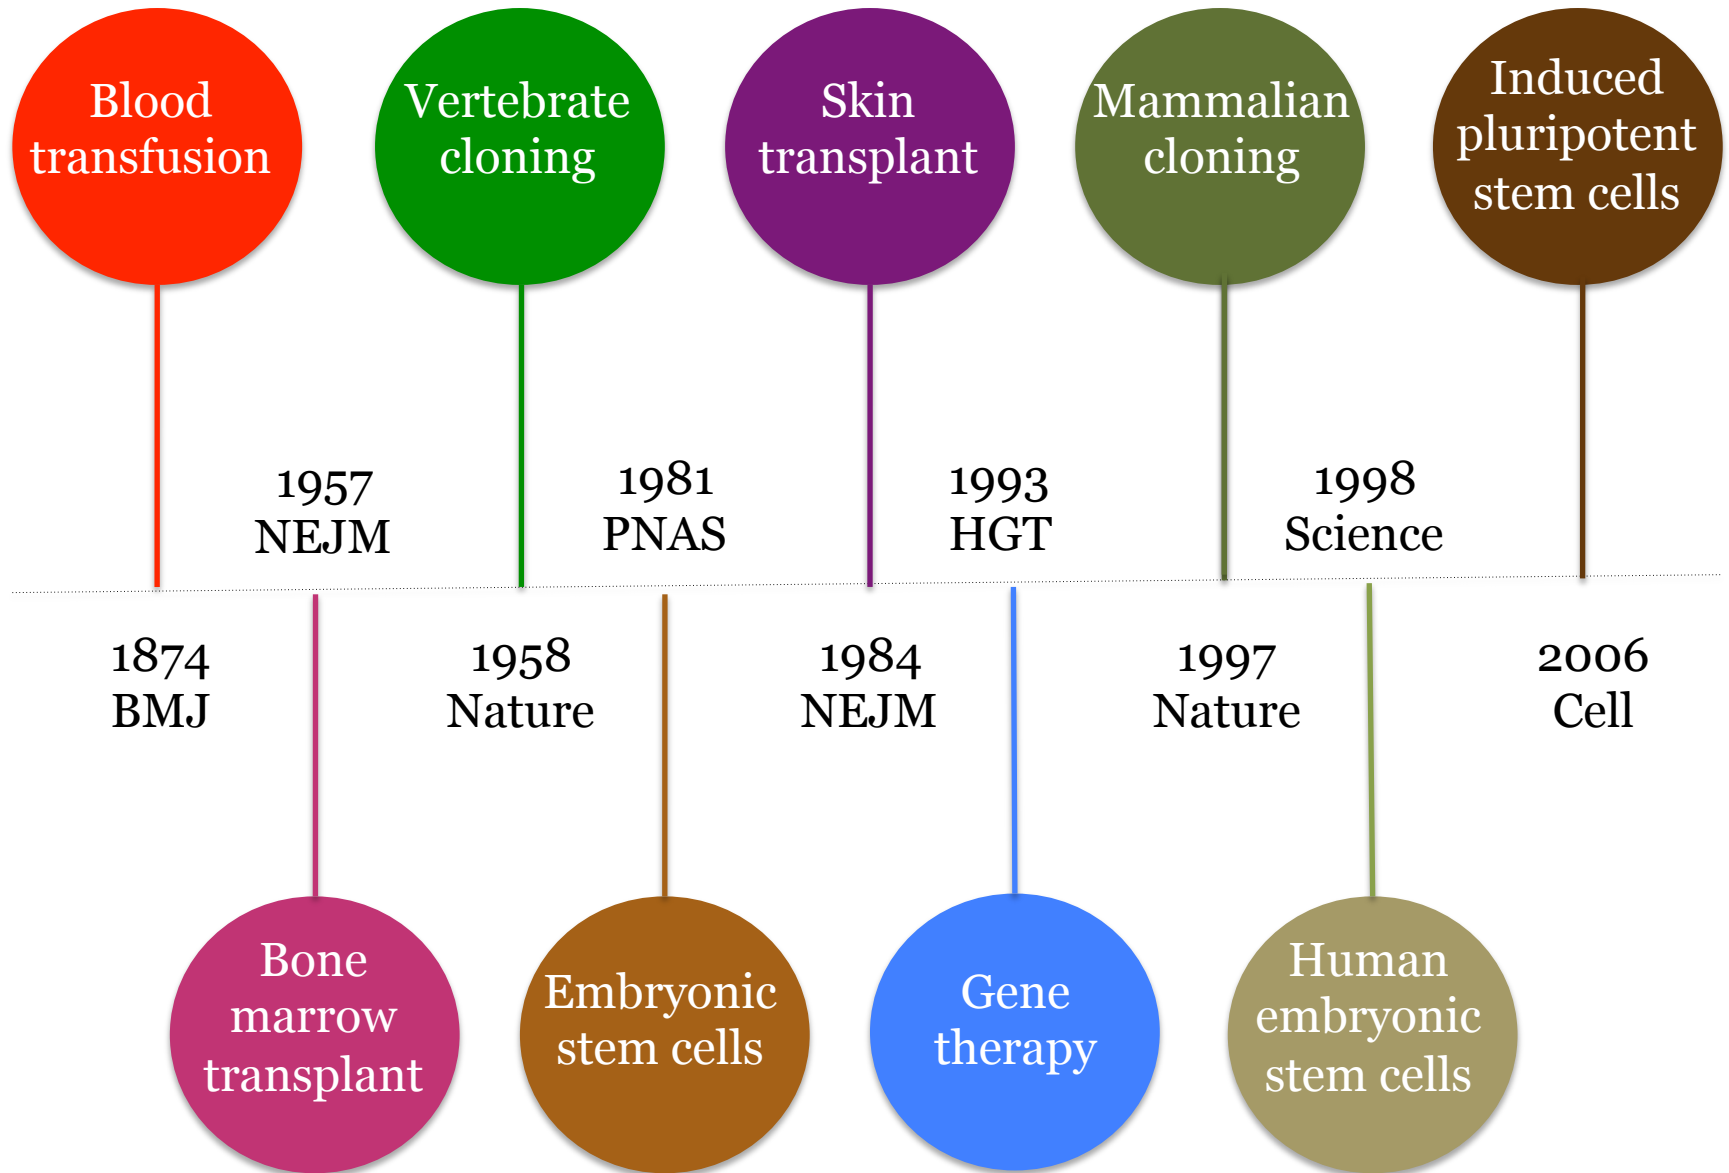 Blood
transfusion
Vertebrate
cloning
Skin
transplant
Mammalian
cloning
Induced
pluripotent
stem cells
1957
NEJM
1981
PNAS
1993
HGT
1998
Science
1874
BMJ
1958
Nature
1984
NEJM
1997
Nature
2006
Cell
Bone
marrow
transplant
Embryonic
stem cells
Gene
therapy
Human
embryonic
stem cells